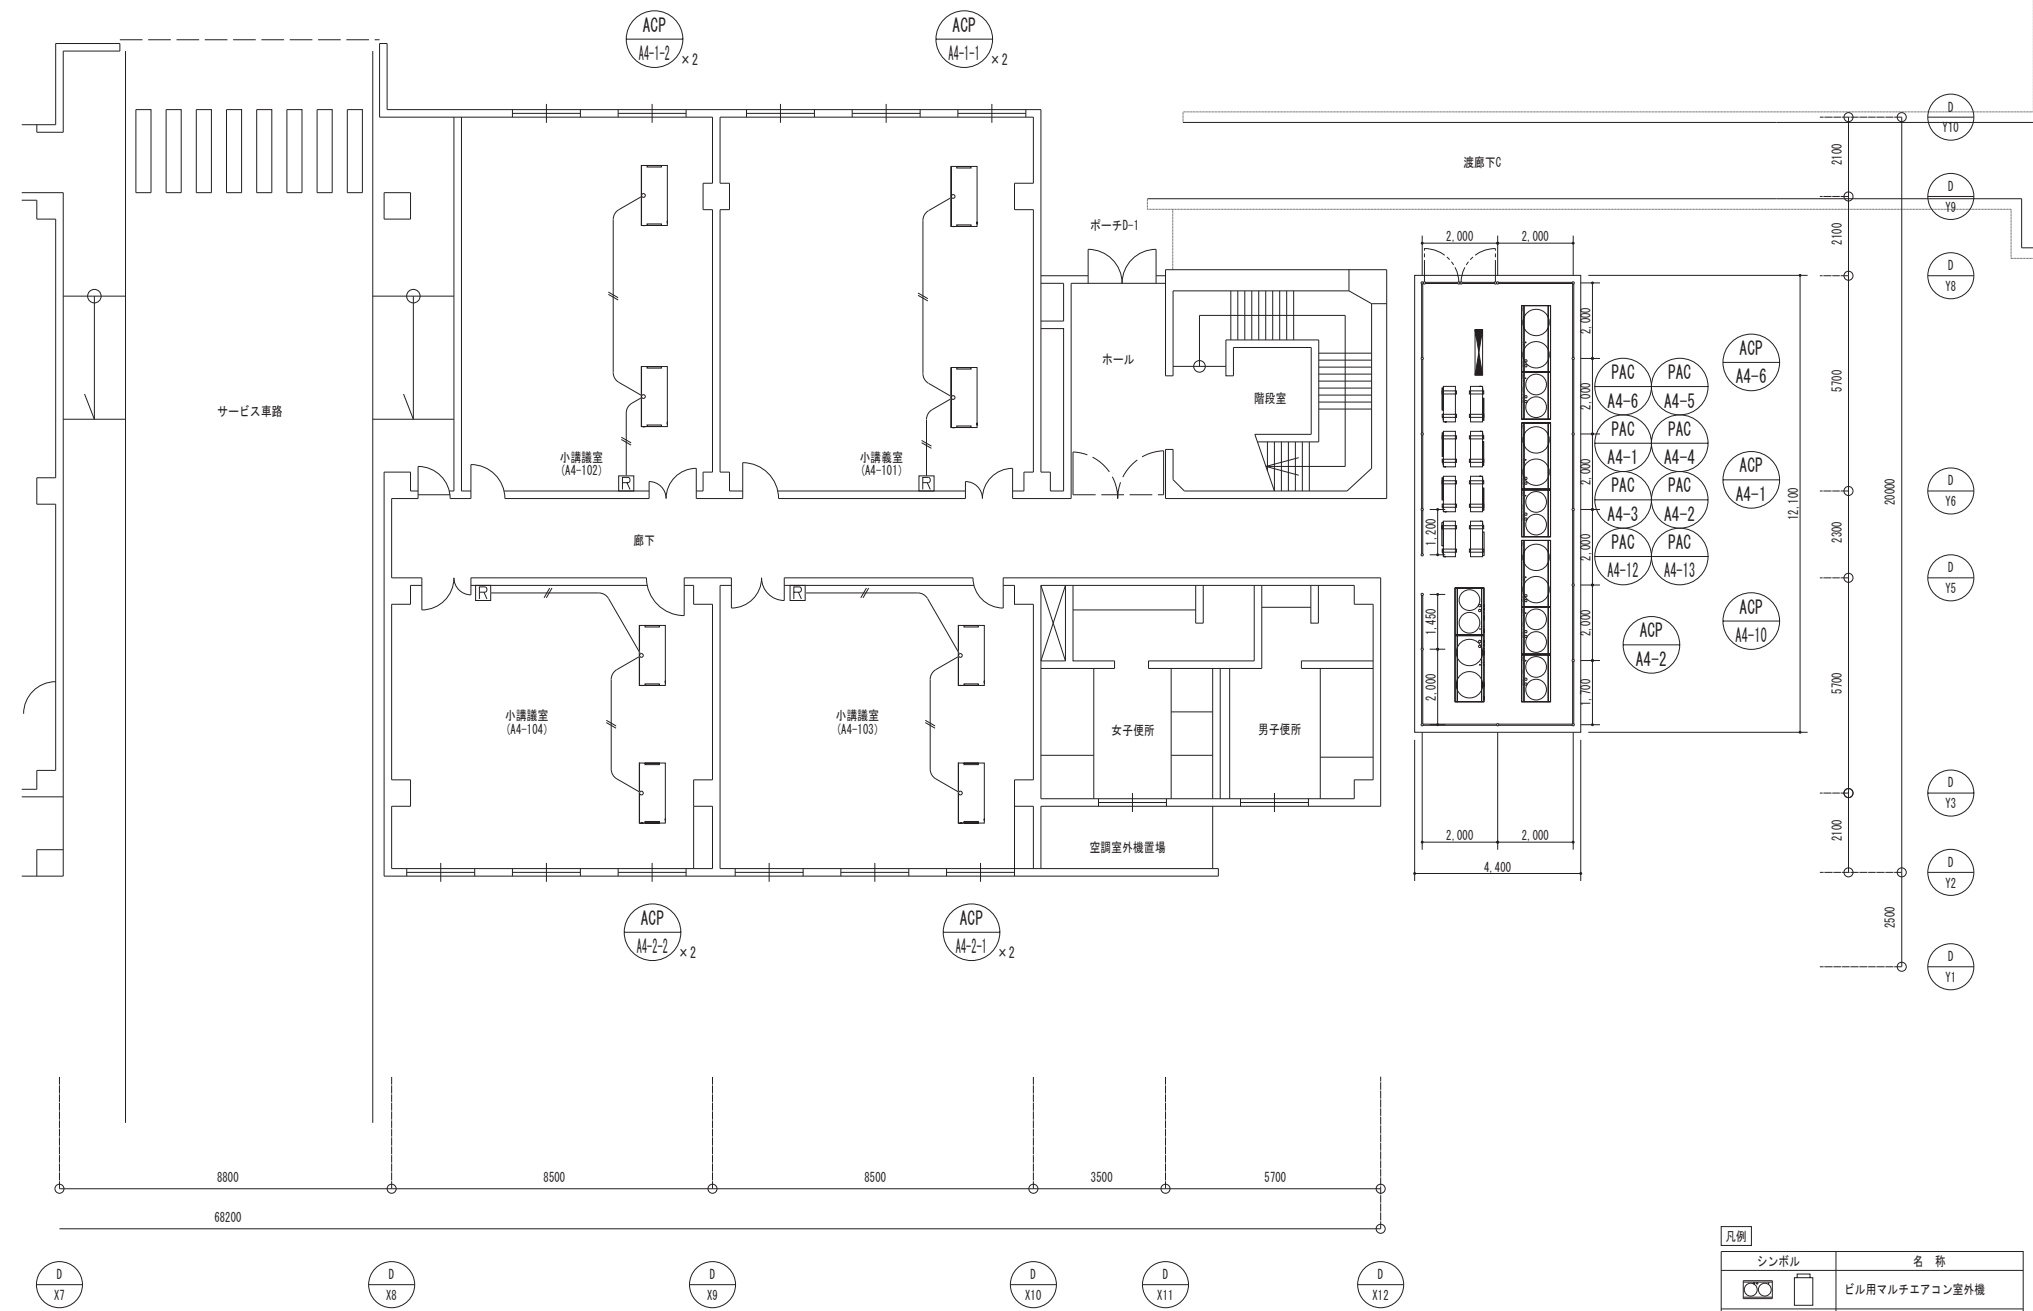 ACP
A4-1-2 ×2
ACP
A4-1-1 ×2
渡廊下C
ポーチD-1
D
Y10
2100
D
Y9
2100
D
Y8
2,000 2,000
サービス車路
小講議室
(A4-102)
R
小講義室
(A4-101)
R
ホール
階段室
2,000
2,000
2,000
2,000
2,000
1,700
1,200
1,450
2,000
PAC
A4-6
PAC
A4-5
PAC
A4-1
PAC
A4-4
PAC
A4-3
PAC
A4-2
PAC
A4-12
PAC
A4-13
ACP
A4-6
ACP
A4-1
ACP
A4-10
ACP
A4-2
12,100
5700
20000
D
Y6
2300
D
Y5
5700
D
Y3
2100
D
Y2
2500
D
Y1
廊下
R
R
小講議室
(A4-104)
小講議室
(A4-103)
女子便所
男子便所
空調室外機置場
2,000 2,000
4,400
ACP
A4-2-2 ×2
ACP
A4-2-1 ×2
8800 8500 8500 3500 5700
68200
D
X7
D
X8
D
X9
D
X10
D
X11
D
X12
凡例
シンボル 名 称
ビル用マルチエアコン室外機